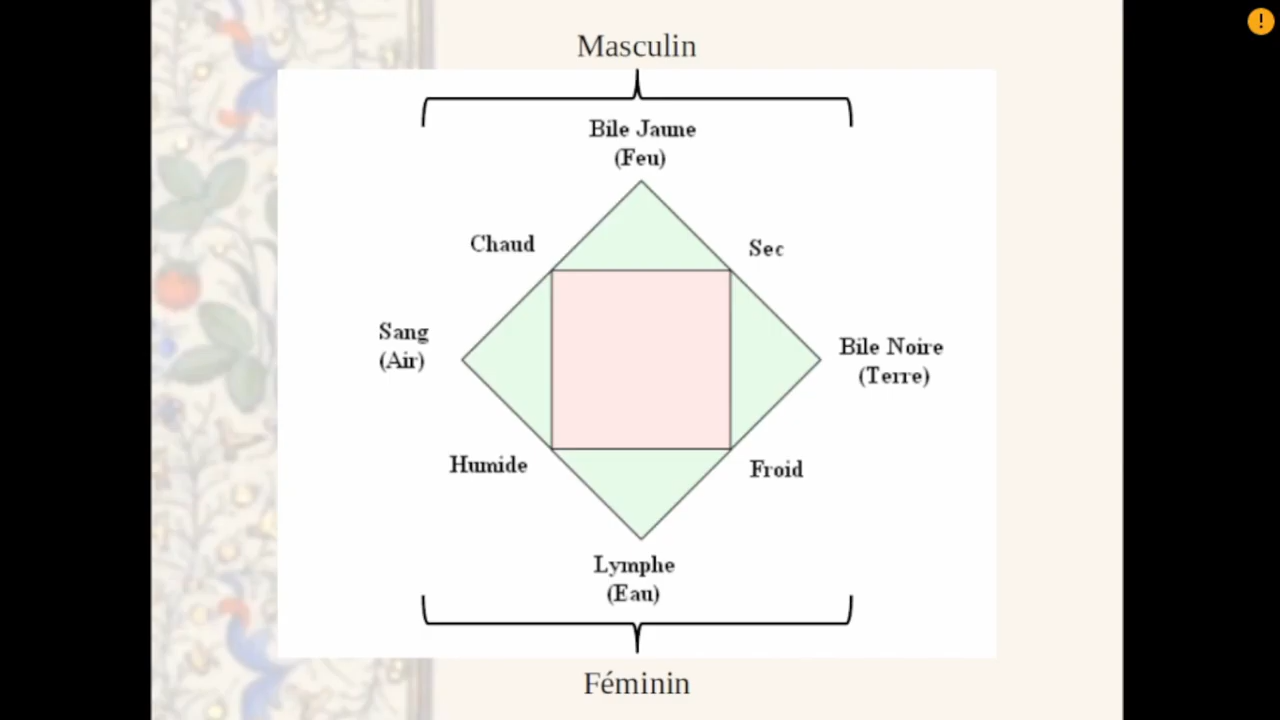 Masculin
Bile Jaune
(Feu)
Chaud
Sec
Sang
(Air)
Bile Noire
(Terre)
Humide
Froid
Lymphe
(Eau)
Féminin